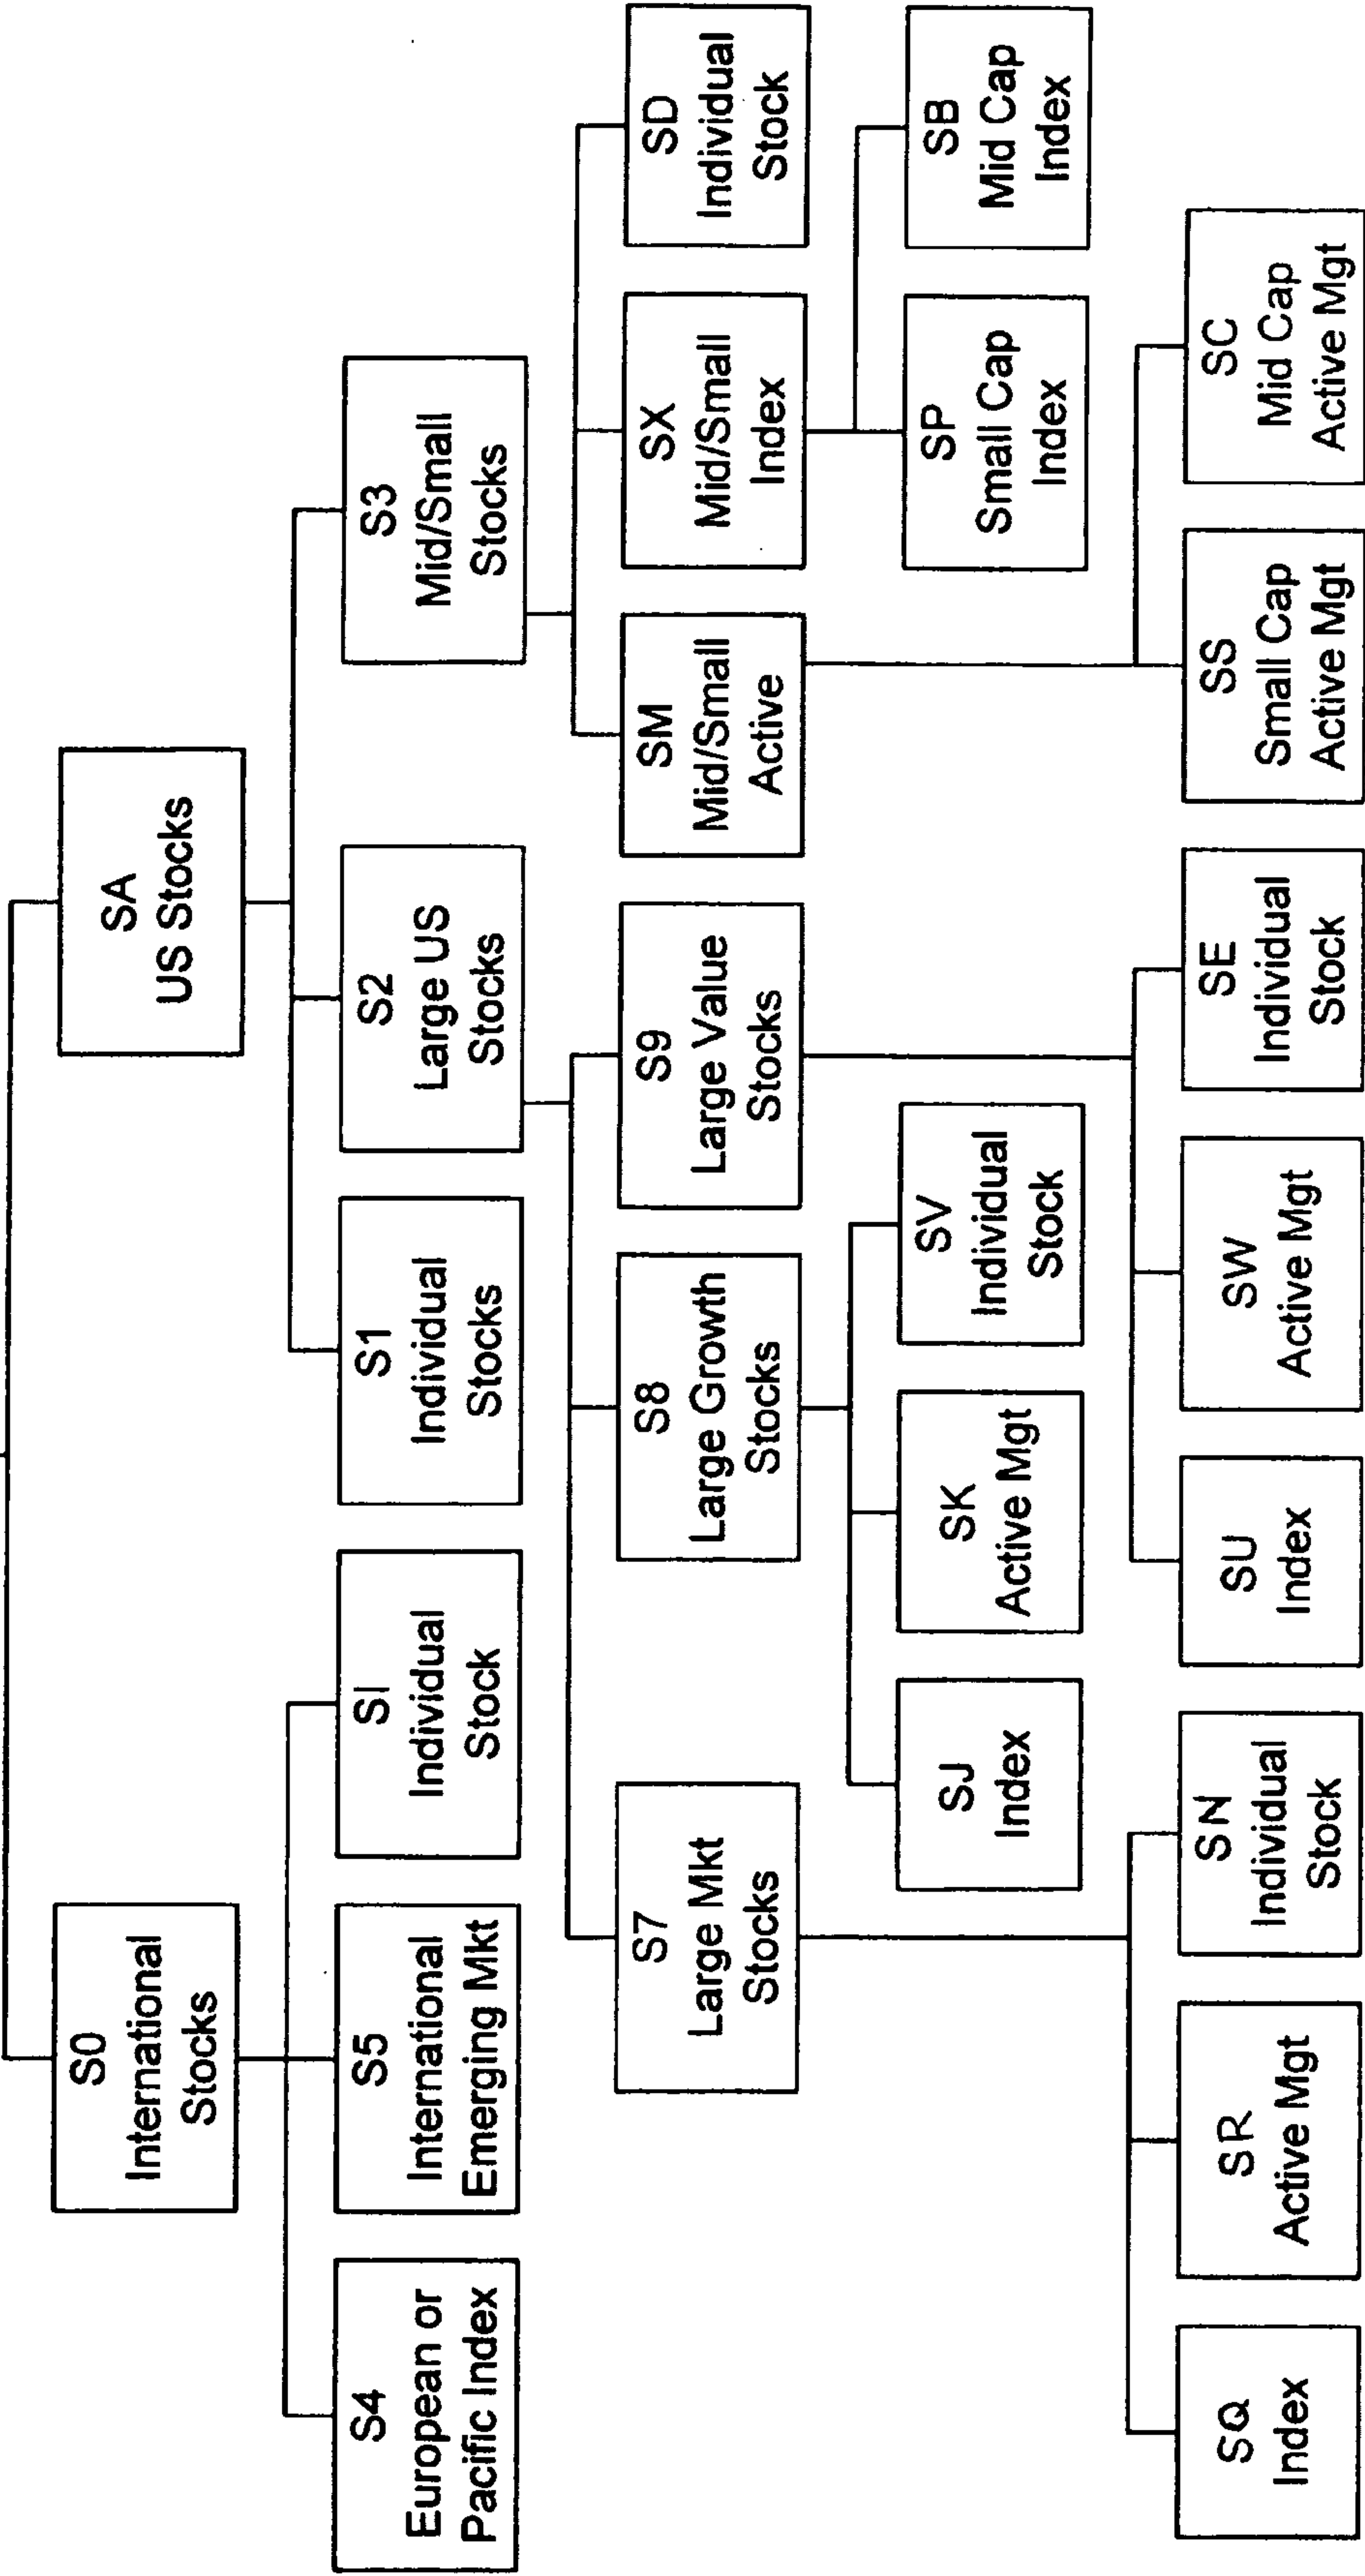 S0
International
Stocks
SA
US Stocks
S4
European or
Pacific Index
S5
International
Emerging Mkt
SI
Individual
Stock
S1
Individual
Stocks
S2
Large US
Stocks
S3
Mid/Small
Stocks
S7
Large Mkt
Stocks
S8
Large Growth
Stocks
S9
Large Value
Stocks
SM
Mid/Small
Active
SX
Mid/Small
Index
SD
Individual
Stock
SJ
Index
SK
Active Mgt
SV
Individual
Stock
SP
Small Cap
Index
SB
Mid Cap
Index
SQ
Index
SR
Active Mgt
SN
Individual
Stock
SU
Index
SW
Active Mgt
SE
Individual
Stock
SS
Small Cap
Active Mgt
SC
Mid Cap
Active Mgt